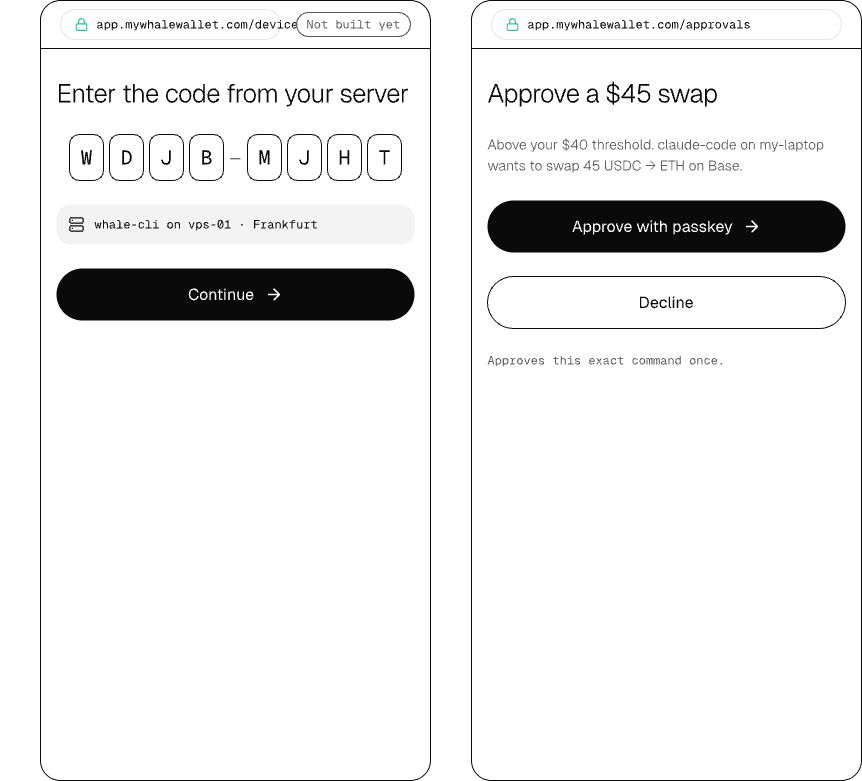 app.mywhalewallet.com/device
Not built yet
Enter the code from your server
W D J B – M J H T
whale-cli on vps-01 · Frankfurt
Continue →
app.mywhalewallet.com/approvals
Approve a $45 swap
Above your $40 threshold. claude-code on my-laptop
wants to swap 45 USDC → ETH on Base.
Approve with passkey →
Decline
Approves this exact command once.